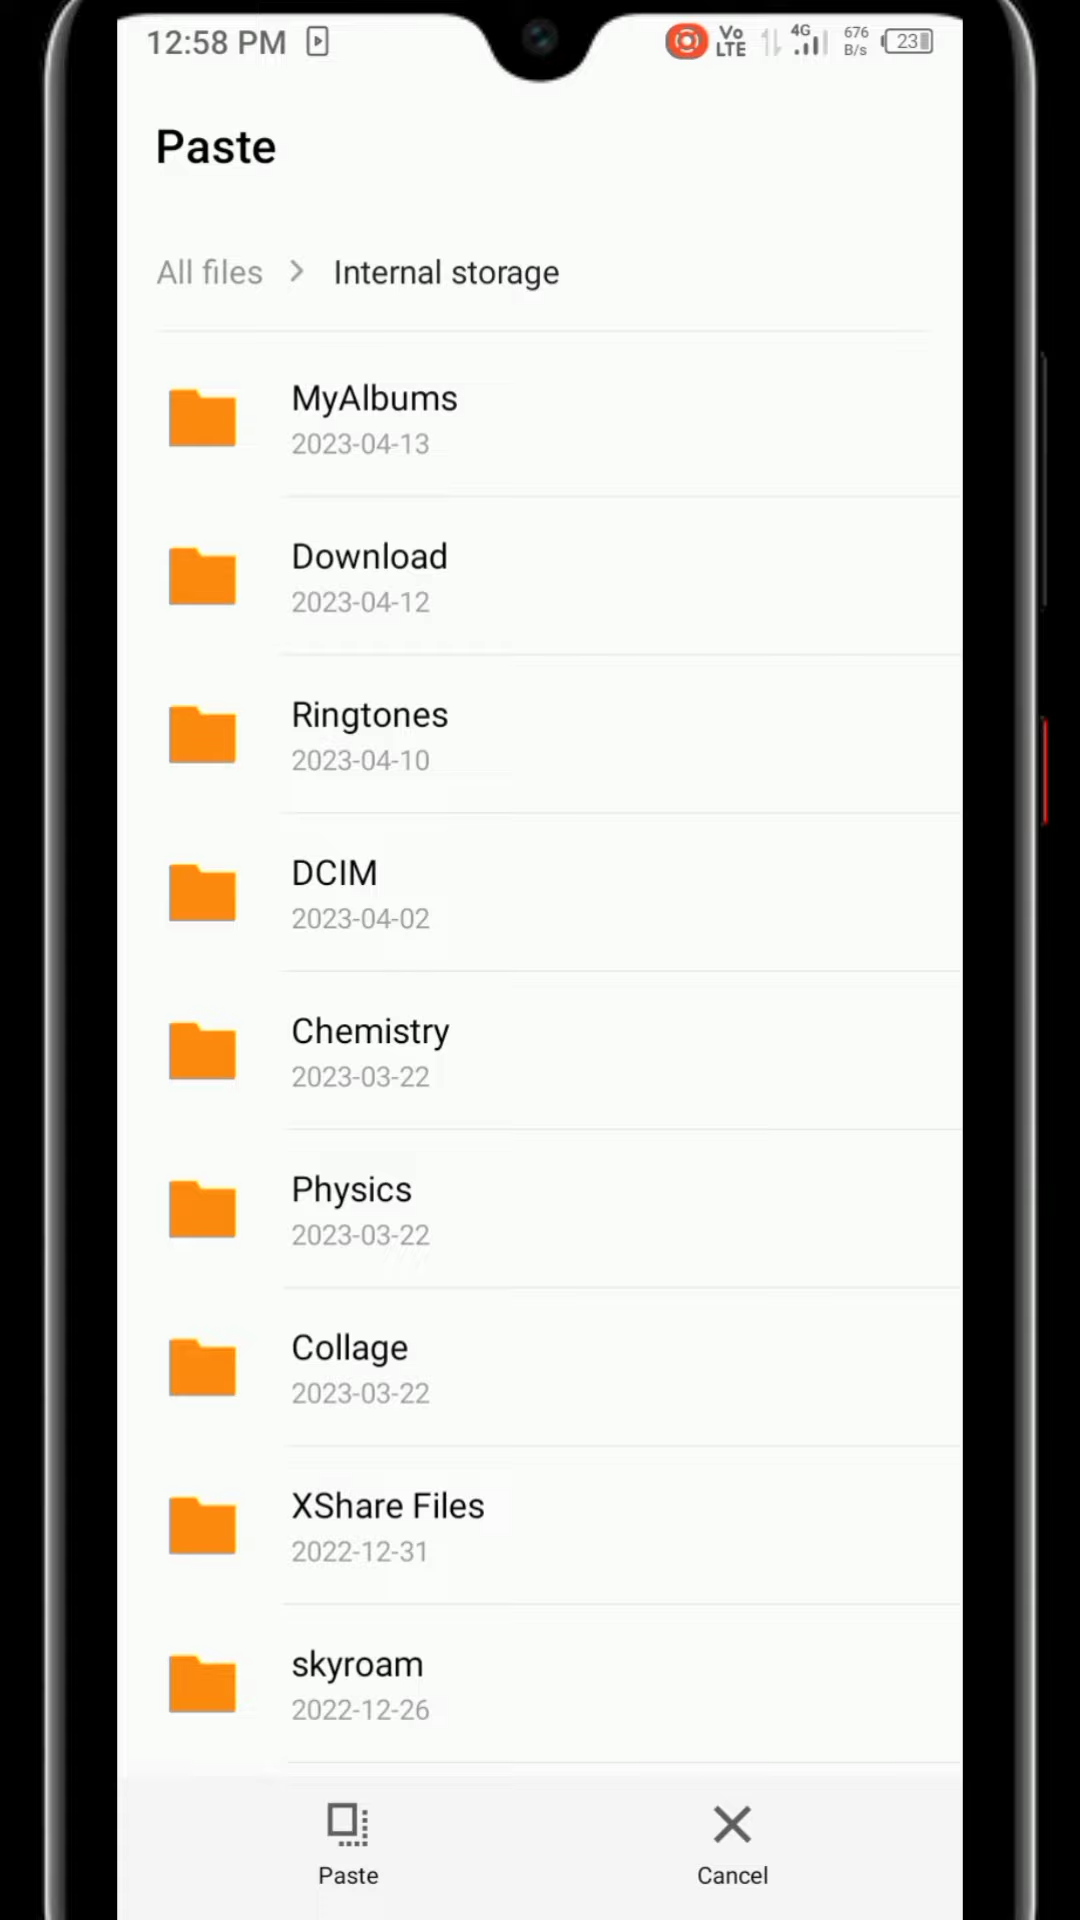 12:58 PM Vo LTE 4G 676 B/s 23
Paste
All files > Internal storage
MyAlbums
2023-04-13
Download
2023-04-12
Ringtones
2023-04-10
DCIM
2023-04-02
Chemistry
2023-03-22
Physics
2023-03-22
Collage
2023-03-22
XShare Files
2022-12-31
skyroam
2022-12-26
Paste Cancel